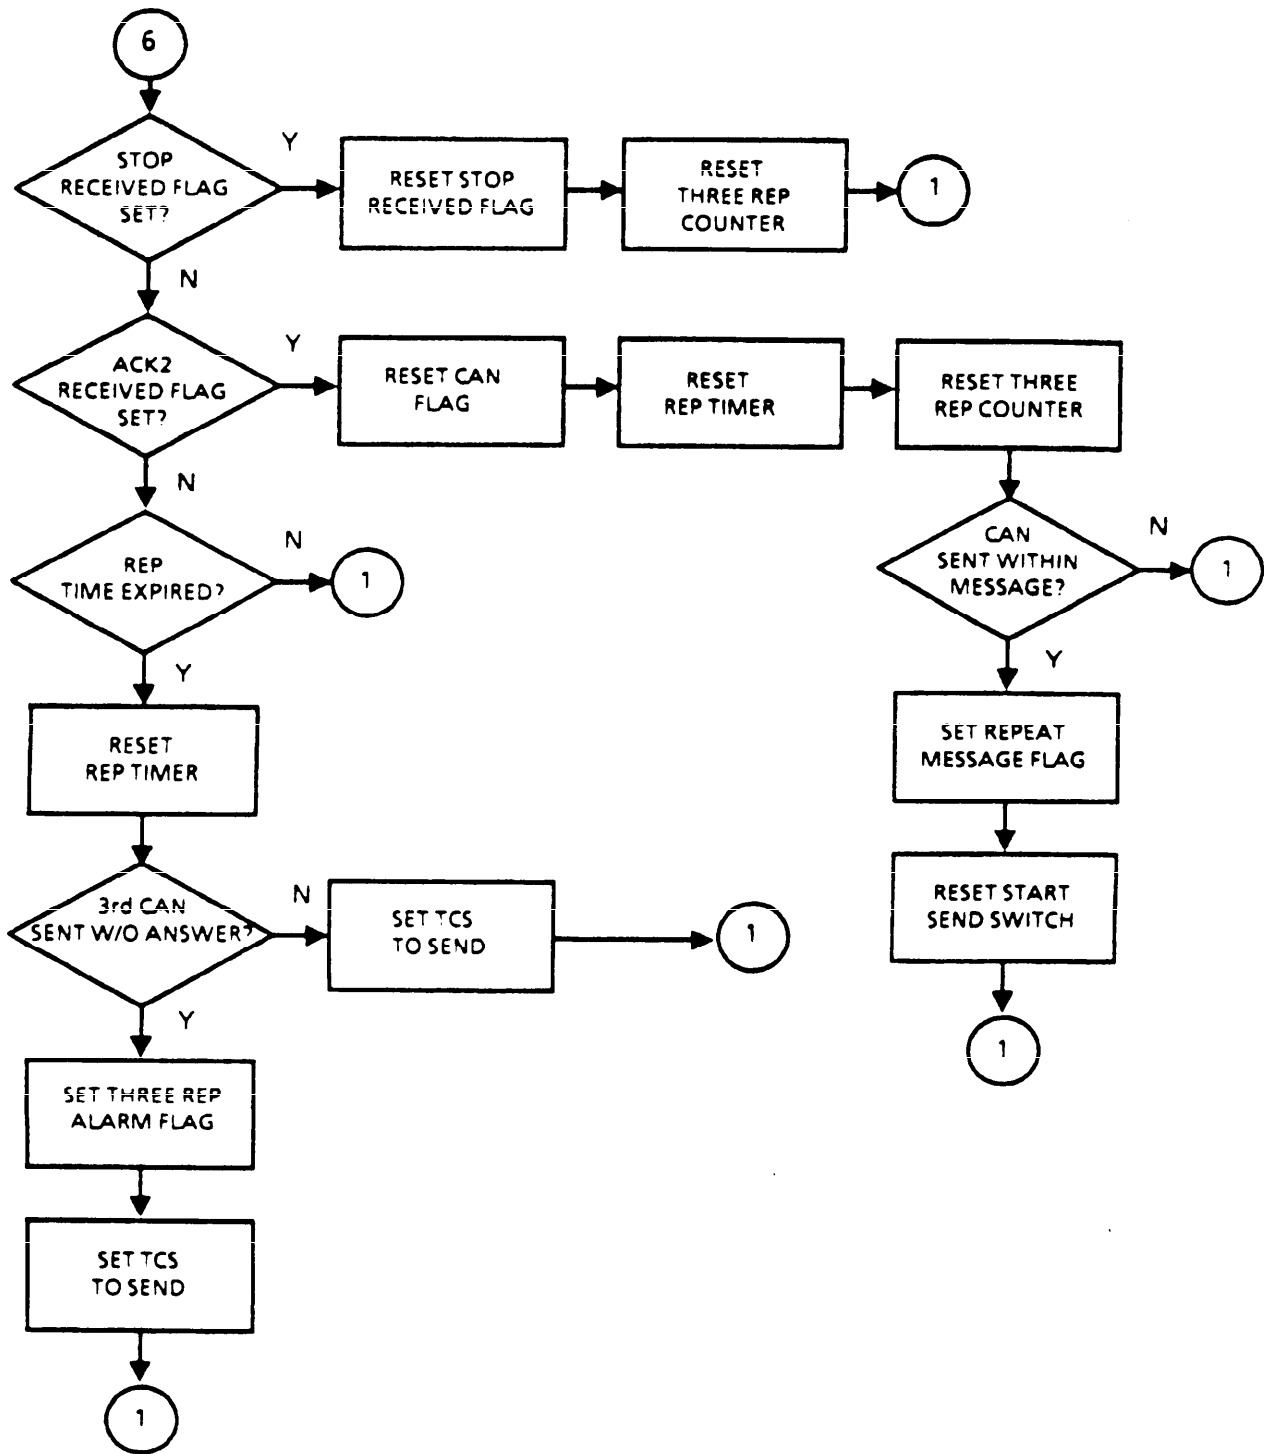 6
STOP
RECEIVED FLAG
SET?
Y
RESET STOP
RECEIVED FLAG
RESET
THREE REP
COUNTER
1
N
ACK2
RECEIVED FLAG
SET?
Y
RESET CAN
FLAG
RESET
REP TIMER
RESET THREE
REP COUNTER
N
REP
TIME EXPIRED?
N
1
CAN
SENT WITHIN
MESSAGE?
N
1
Y
RESET
REP TIMER
Y
SET REPEAT
MESSAGE FLAG
3rd CAN
SENT W/O ANSWER?
N
SET TCS
TO SEND
1
RESET START
SEND SWITCH
1
Y
SET THREE REP
ALARM FLAG
SET TCS
TO SEND
1